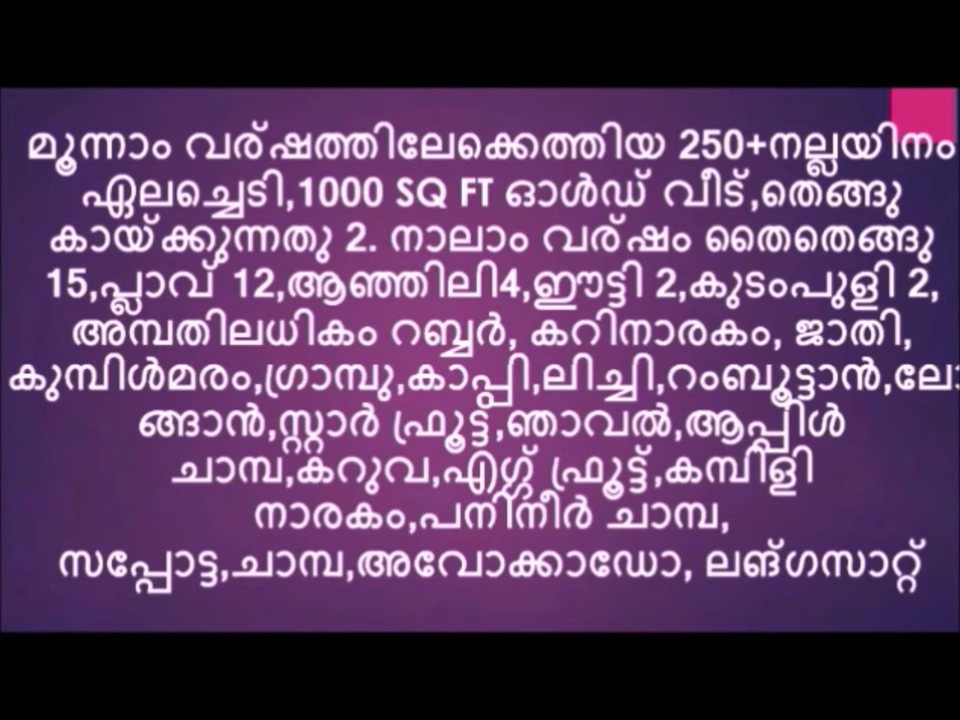 മൂന്നാം വര്‌ഷത്തിലേക്കെത്തിയ 250+നല്ലയിനം
ഏലച്ചെടി,1000 SQ FT ഓൾഡ് വീട്,തെങ്ങു
കായ്ക്കുന്നതു 2. നാലാം വര്‌ഷം തൈതെങ്ങു
15,പ്ലാവ് 12,ആഞ്ഞിലി4,ഈട്ടി 2,കുടംപുളി 2,
അമ്പതിലധികം റബ്ബർ, കറിനാരകം, ജാതി,
കുമ്പിൾമരം,ഗ്രാമ്പു,കാപ്പി,ലിച്ചി,റംബൂട്ടാൻ,ലോ
ങ്ങാൻ,സ്റ്റാർ ഫ്രൂട്ട്,ഞാവൽ,ആപ്പിൾ
ചാമ്പ,കറുവ,എഗ്ഗ് ഫ്രൂട്ട്,കമ്പിളി
നാരകം,പനിനീർ ചാമ്പ,
സപ്പോട്ട,ചാമ്പ,അവോക്കാഡോ, ലങ്ഗസാറ്റ്